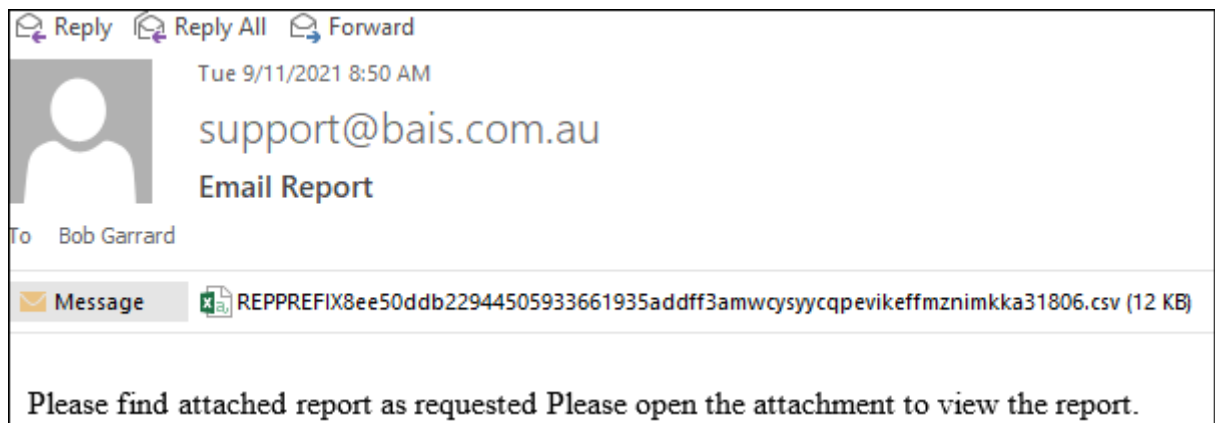 Reply Reply All Forward
Tue 9/11/2021 8:50 AM
support@bais.com.au
Email Report
To Bob Garrard
Message REPPREFIX8ee50ddb22944505933661935addff3amwcysyycqpevikeffmznimkka31806.csv (12 KB)
Please find attached report as requested Please open the attachment to view the report.